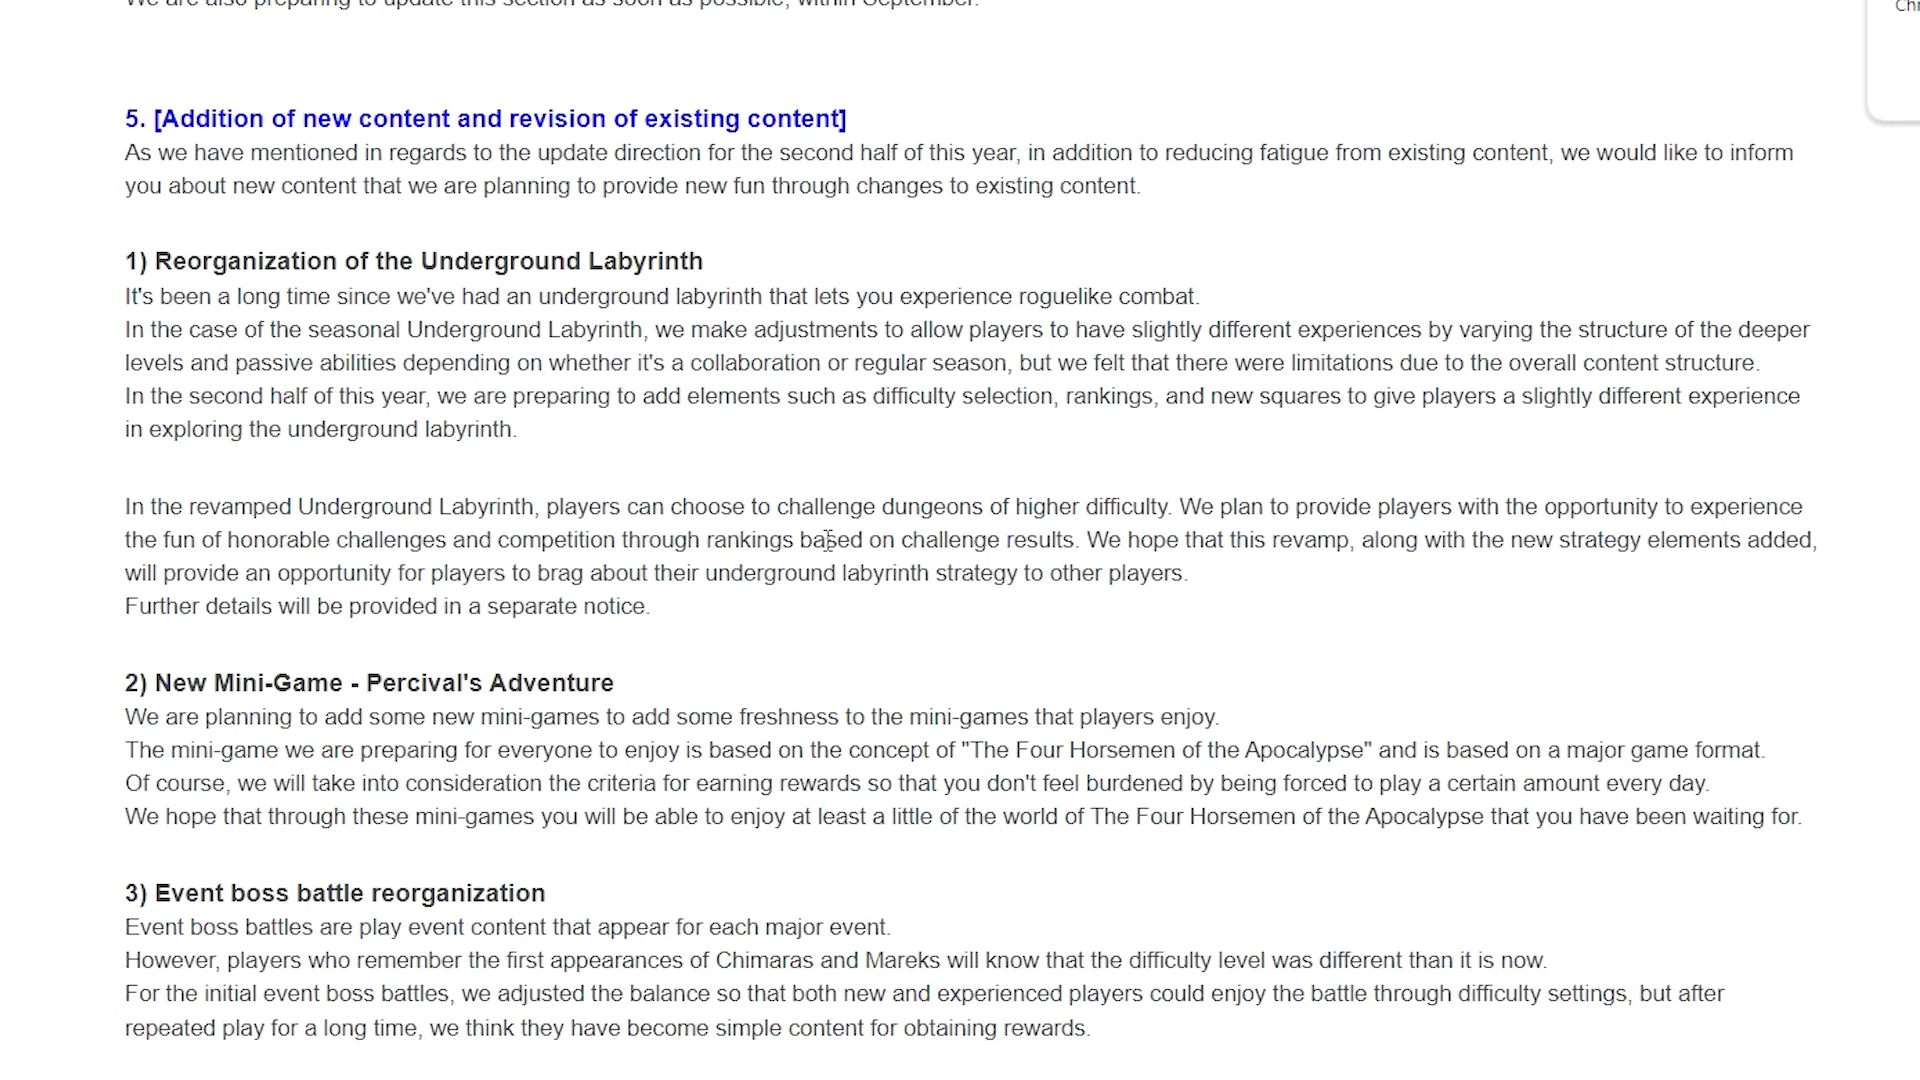 We are also preparing to update this section as soon as possible, within September.
5. [Addition of new content and revision of existing content]
As we have mentioned in regards to the update direction for the second half of this year, in addition to reducing fatigue from existing content, we would like to inform
you about new content that we are planning to provide new fun through changes to existing content.
1) Reorganization of the Underground Labyrinth
It's been a long time since we've had an underground labyrinth that lets you experience roguelike combat.
In the case of the seasonal Underground Labyrinth, we make adjustments to allow players to have slightly different experiences by varying the structure of the deeper
levels and passive abilities depending on whether it's a collaboration or regular season, but we felt that there were limitations due to the overall content structure.
In the second half of this year, we are preparing to add elements such as difficulty selection, rankings, and new squares to give players a slightly different experience
in exploring the underground labyrinth.
In the revamped Underground Labyrinth, players can choose to challenge dungeons of higher difficulty. We plan to provide players with the opportunity to experience
the fun of honorable challenges and competition through rankings based on challenge results. We hope that this revamp, along with the new strategy elements added,
will provide an opportunity for players to brag about their underground labyrinth strategy to other players.
Further details will be provided in a separate notice.
2) New Mini-Game - Percival's Adventure
We are planning to add some new mini-games to add some freshness to the mini-games that players enjoy.
The mini-game we are preparing for everyone to enjoy is based on the concept of "The Four Horsemen of the Apocalypse" and is based on a major game format.
Of course, we will take into consideration the criteria for earning rewards so that you don't feel burdened by being forced to play a certain amount every day.
We hope that through these mini-games you will be able to enjoy at least a little of the world of The Four Horsemen of the Apocalypse that you have been waiting for.
3) Event boss battle reorganization
Event boss battles are play event content that appear for each major event.
However, players who remember the first appearances of Chimaras and Mareks will know that the difficulty level was different than it is now.
For the initial event boss battles, we adjusted the balance so that both new and experienced players could enjoy the battle through difficulty settings, but after
repeated play for a long time, we think they have become simple content for obtaining rewards.